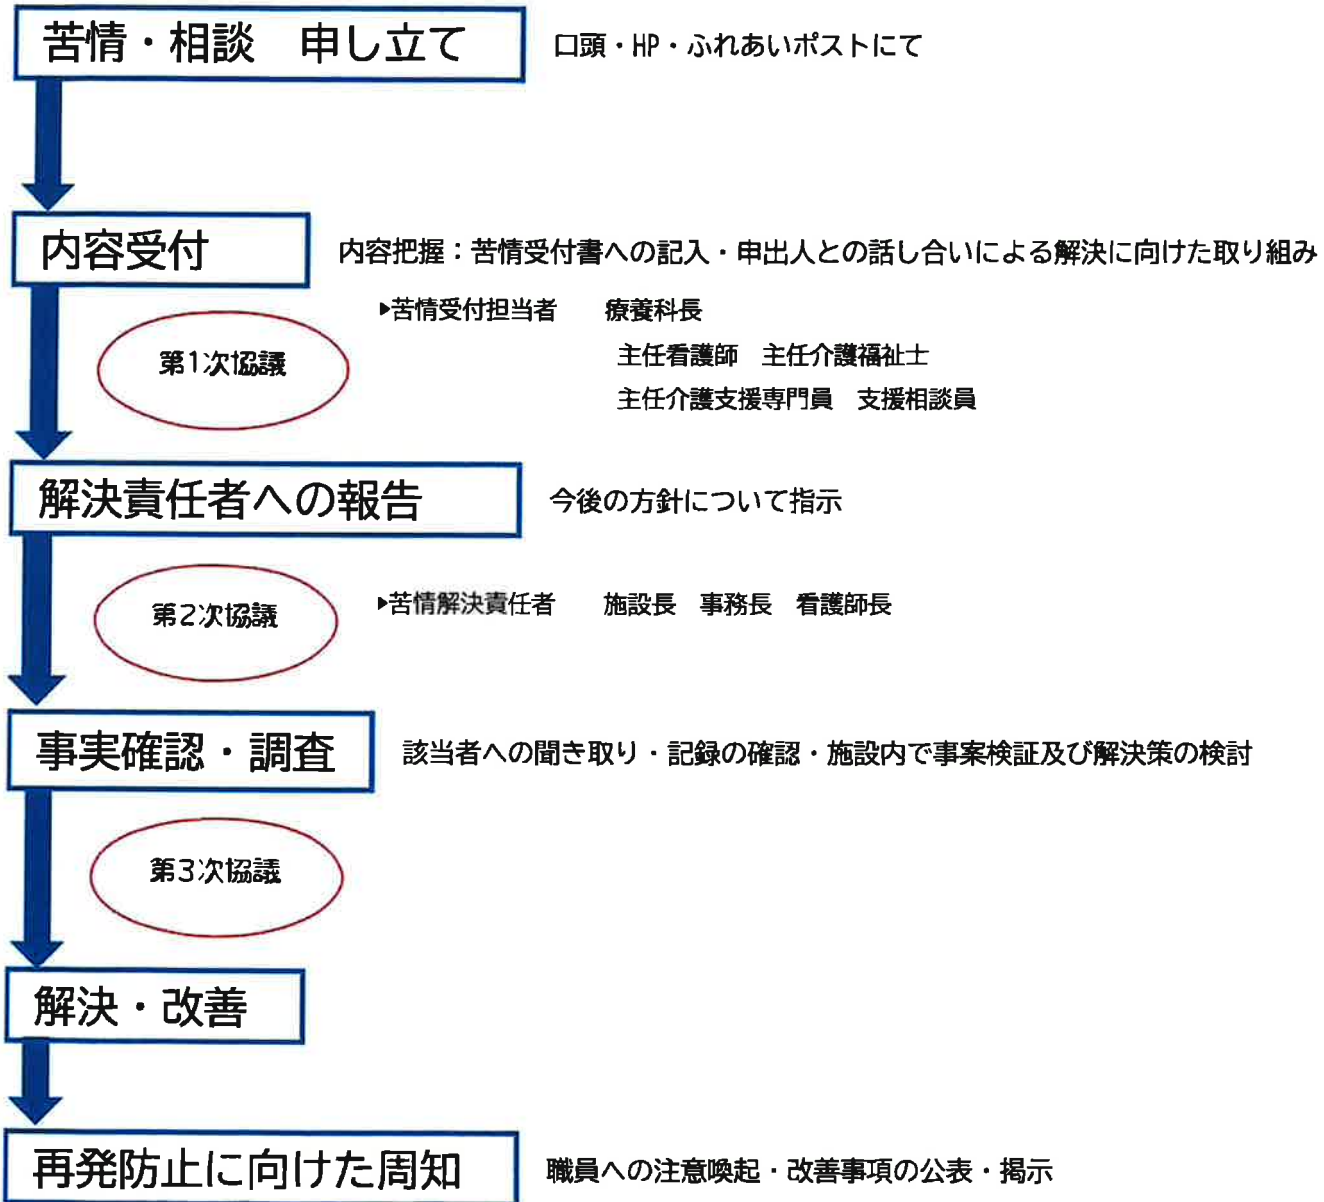 苦情・相談　申し立て　口頭・HP・ふれあいポストにて
内容受付　内容把握：苦情受付書への記入・申出人との話し合いによる解決に向けた取り組み
▶苦情受付担当者　療養科長
第1次協議　主任看護師　主任介護福祉士
主任介護支援専門員　支援相談員
解決責任者への報告　今後の方針について指示
第2次協議　▶苦情解決責任者　施設長　事務長　看護師長
事実確認・調査　該当者への聞き取り・記録の確認・施設内で事案検証及び解決策の検討
第3次協議
解決・改善
再発防止に向けた周知　職員への注意喚起・改善事項の公表・掲示